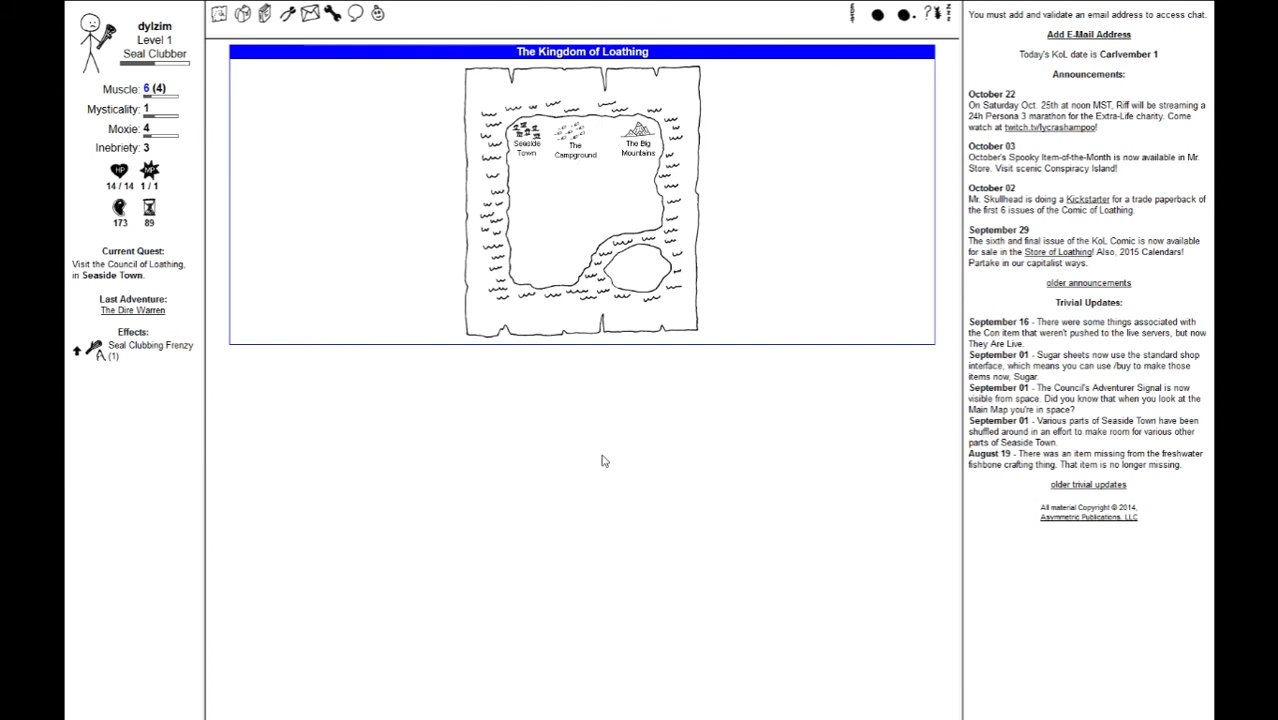 dylzim
Level 1
Seal Clubber
Muscle: 6 (4)
Mysticality: 1
Moxie: 4
Inebriety: 3
HP MP
14 / 14 1 / 1
173 89
Current Quest:
Visit the Council of Loathing,
in Seaside Town.
Last Adventure:
The Dire Warren
Effects:
Seal Clubbing Frenzy
(1)
The Kingdom of Loathing
Seaside
Town
The
Campground
The Big
Mountains
You must add and validate an email address to access chat.
Add E-Mail Address
Today's KoL date is Carlvember 1
Announcements:
October 22
On Saturday Oct. 25th at noon MST, Riff will be streaming a
24h Persona 3 marathon for the Extra-Life charity. Come
watch at twitch.tv/lycrashampoo!
October 03
October's Spooky Item-of-the-Month is now available in Mr.
Store. Visit scenic Conspiracy Island!
October 02
Mr. Skullhead is doing a Kickstarter for a trade paperback of
the first 6 issues of the Comic of Loathing.
September 29
The sixth and final issue of the KoL Comic is now available
for sale in the Store of Loathing! Also, 2015 Calendars!
Partake in our capitalist ways.
older announcements
Trivial Updates:
September 16 - There were some things associated with
the Con item that weren't pushed to the live servers, but now
They Are Live.
September 01 - Sugar sheets now use the standard shop
interface, which means you can use /buy to make those
items now, Sugar.
September 01 - The Council's Adventurer Signal is now
visible from space. Did you know that when you look at the
Main Map you're in space?
September 01 - Various parts of Seaside Town have been
shuffled around in an effort to make room for various other
parts of Seaside Town.
August 19 - There was an item missing from the freshwater
fishbone crafting thing. That item is no longer missing.
older trivial updates
All material Copyright © 2014,
Asymmetric Publications, LLC